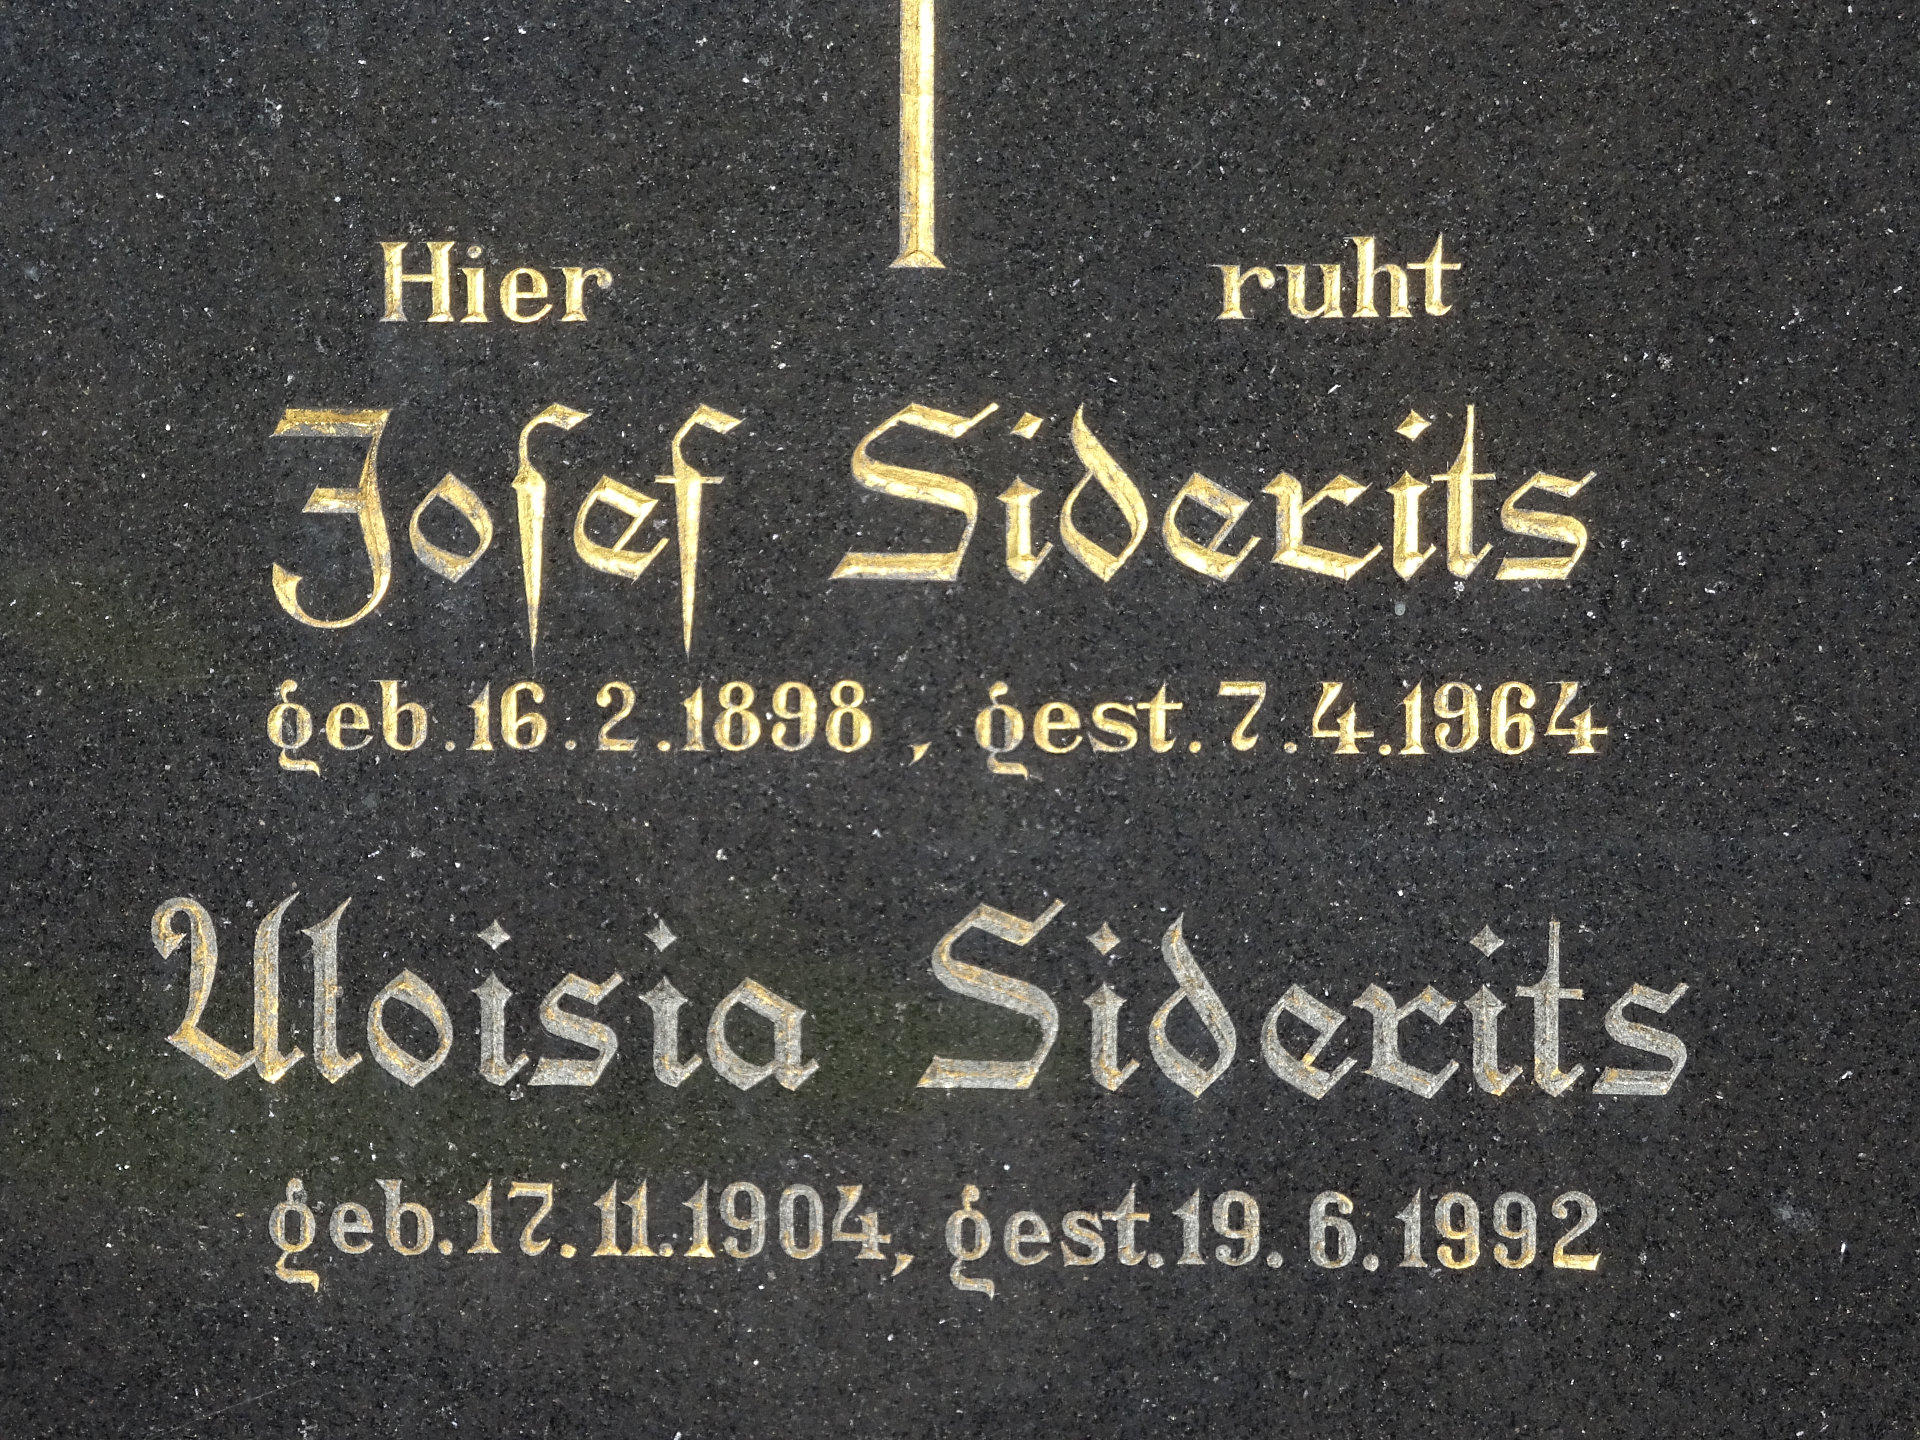 Hier ruht
Josef Siderits
geb. 16. 2. 1898, gest. 7. 4. 1964
Aloisia Siderits
geb. 17. 11. 1904, gest. 19. 6. 1992